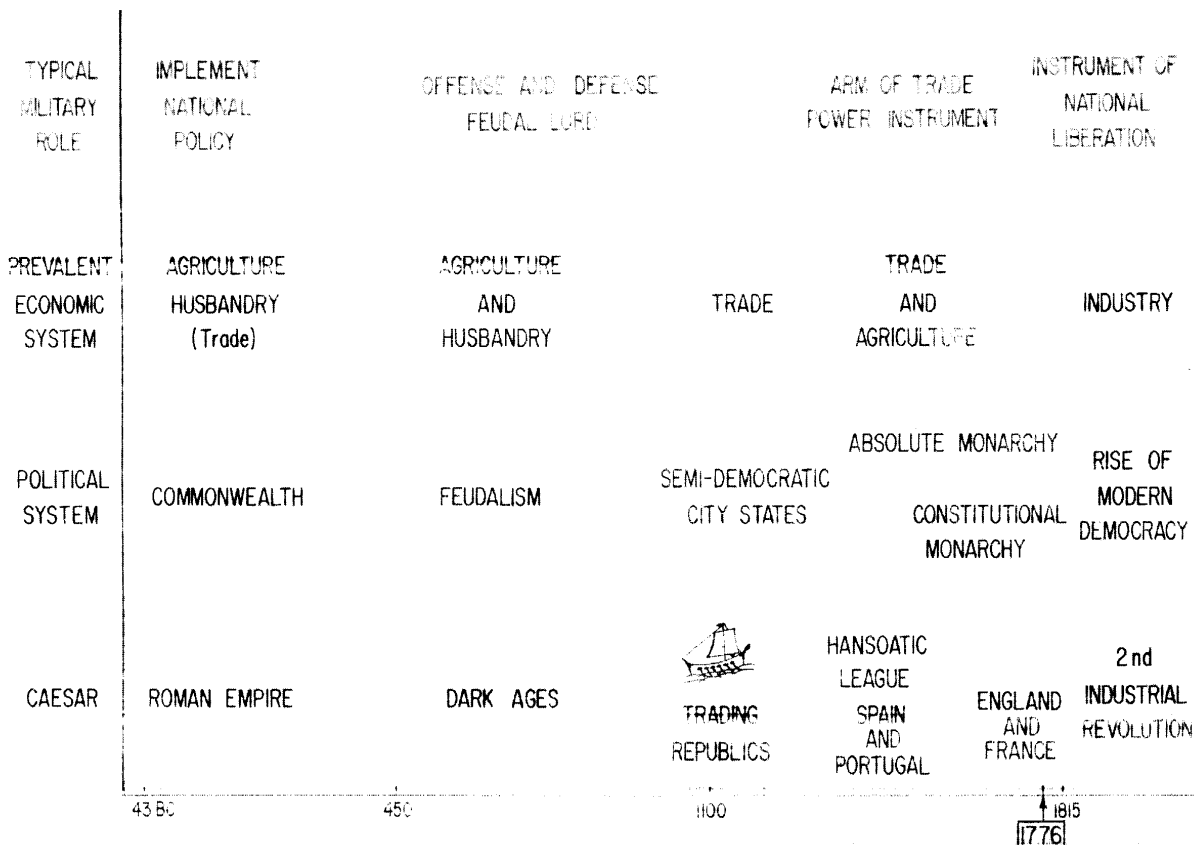 TYPICAL
MILITARY
ROLE
IMPLEMENT
NATIONAL
POLICY
OFFENSE AND DEFENSE
FEUDAL LORD
ARM OF TRADE
POWER INSTRUMENT
INSTRUMENT OF
NATIONAL
LIBERATION
PREVALENT
ECONOMIC
SYSTEM
AGRICULTURE
HUSBANDRY
(Trade)
AGRICULTURE
AND
HUSBANDRY
TRADE
TRADE
AND
AGRICULTURE
INDUSTRY
POLITICAL
SYSTEM
COMMONWEALTH
FEUDALISM
SEMI-DEMOCRATIC
CITY STATES
ABSOLUTE MONARCHY
CONSTITUTIONAL
MONARCHY
RISE OF
MODERN
DEMOCRACY
CAESAR
ROMAN EMPIRE
DARK AGES
TRADING
REPUBLICS
HANSOATIC
LEAGUE
SPAIN
AND
PORTUGAL
ENGLAND
AND
FRANCE
2nd
INDUSTRIAL
REVOLUTION
43 BC
450
1100
1815
1776